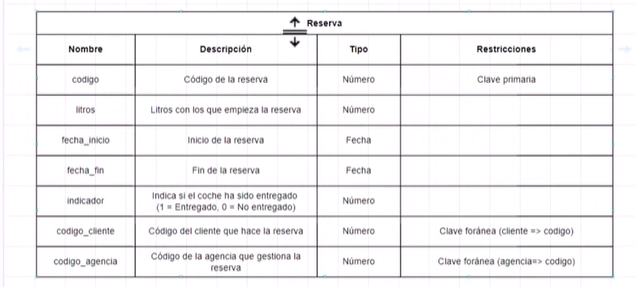 Reserva
Nombre Descripción Tipo Restricciones
codigo Código de la reserva Número Clave primaria
litros Litros con los que empieza la reserva Número
fecha_inicio Inicio de la reserva Fecha
fecha_fin Fin de la reserva Fecha
indicador Indica si el coche ha sido entregado
(1 = Entregado, 0 = No entregado) Número
codigo_cliente Código del cliente que hace la reserva Número Clave foránea (cliente => codigo)
codigo_agencia Código de la agencia que gestiona la
reserva Número Clave foránea (agencia=> codigo)